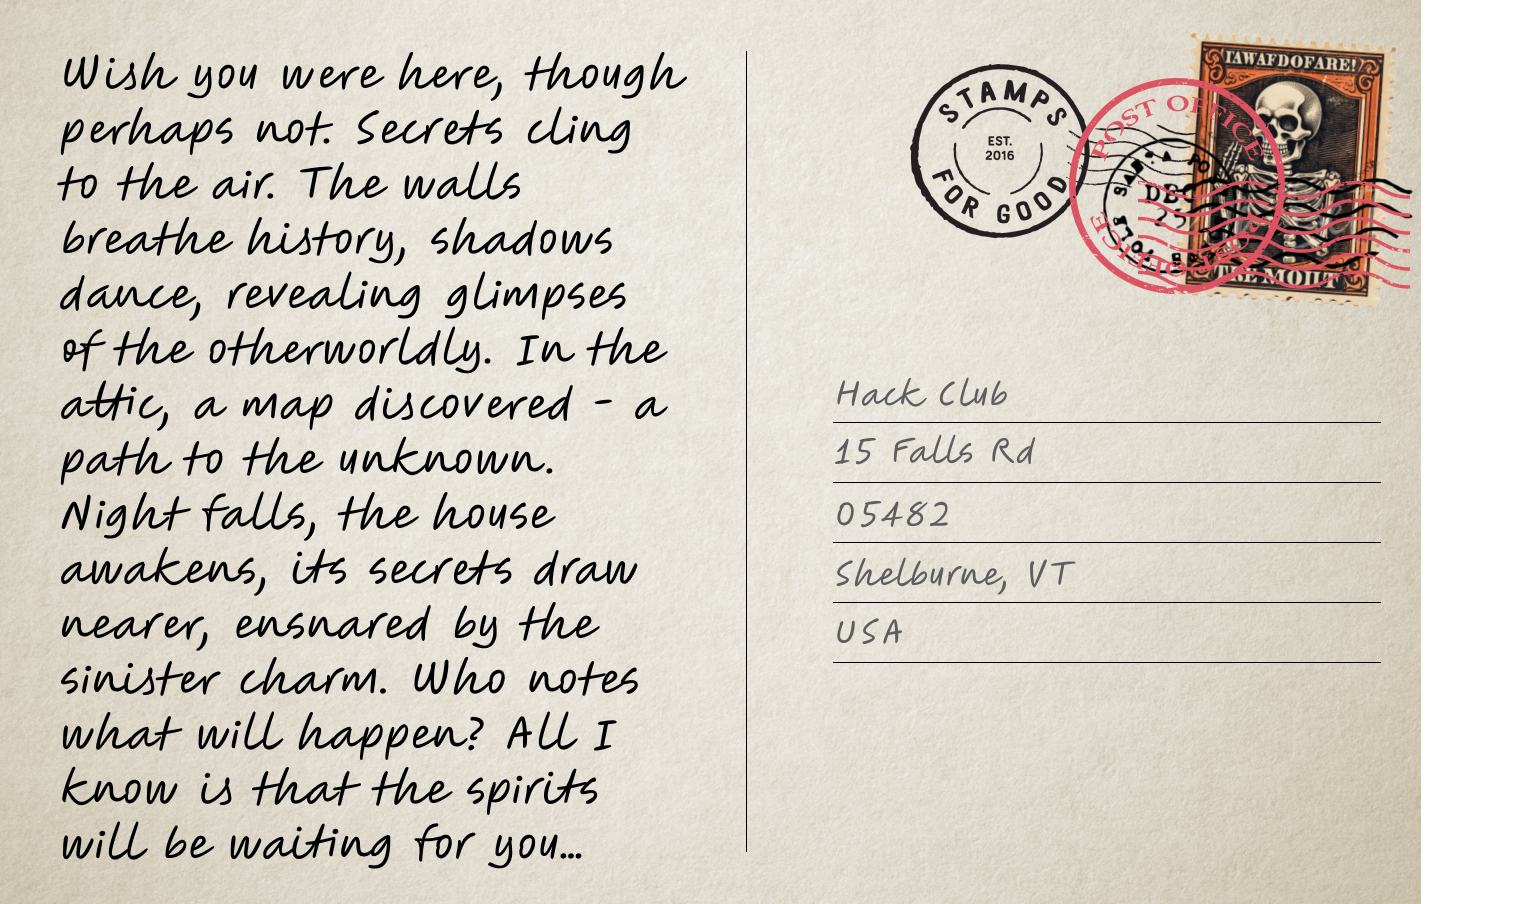 Wish you were here, though
perhaps not. Secrets cling
to the air. The walls
breathe history, shadows
dance, revealing glimpses
of the otherworldly. In the
attic, a map discovered - a
path to the unknown.
Night falls, the house
awakens, its secrets draw
nearer, ensnared by the
sinister charm. Who notes
what will happen? All I
know is that the spirits
will be waiting for you...
STAMPS
EST.
2016
FOR GOOD
POST OFFICE
Hack Club
15 Falls Rd
05482
Shelburne, VT
USA